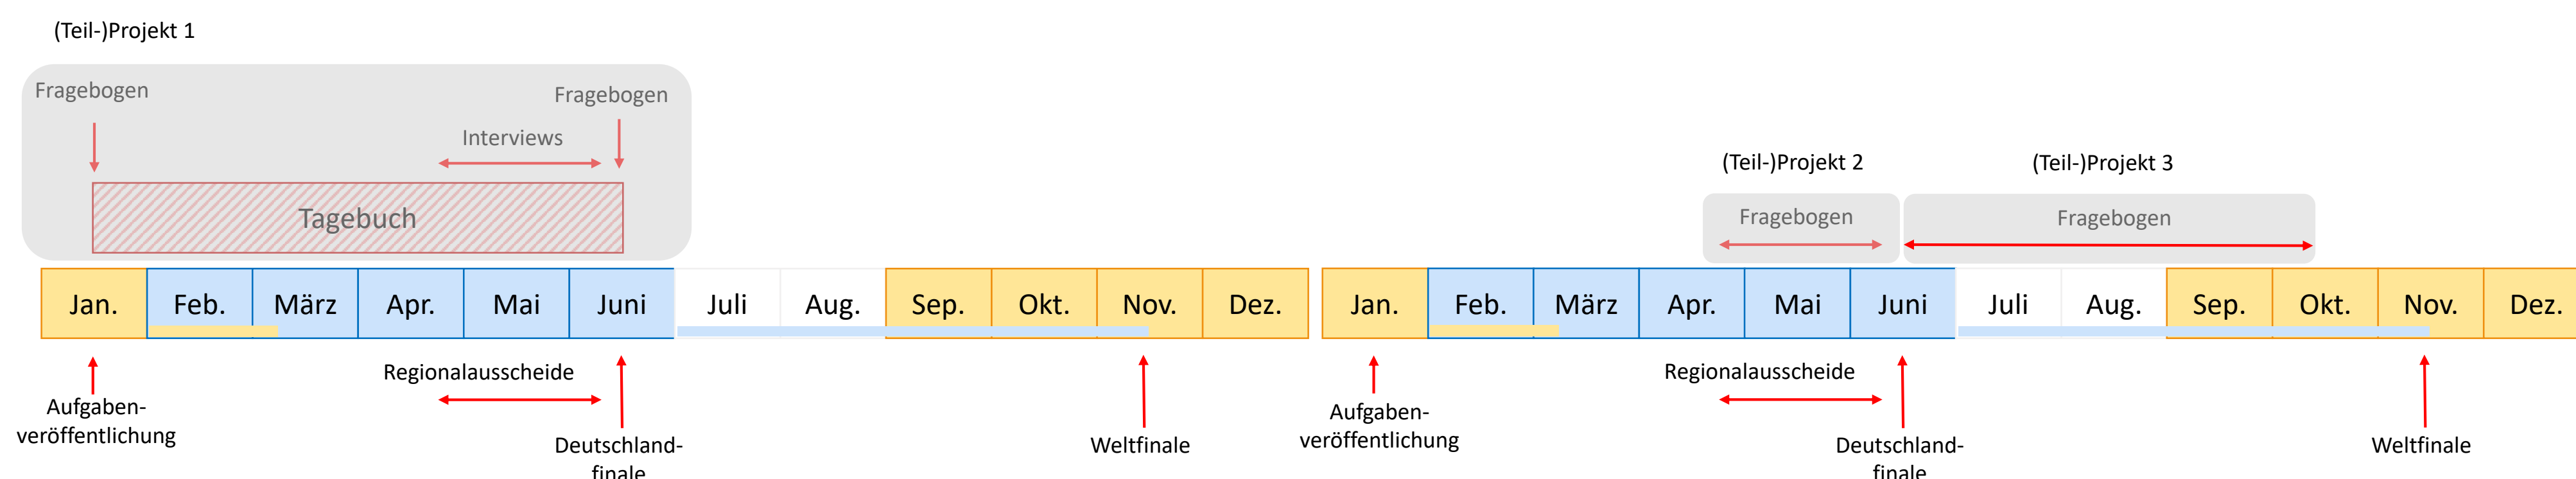 (Teil-)Projekt 1
Fragebogen
Fragebogen
Interviews
Tagebuch
(Teil-)Projekt 2
(Teil-)Projekt 3
Fragebogen
Fragebogen
Jan. Feb. März Apr. Mai Juni Juli Aug. Sep. Okt. Nov. Dez. Jan. Feb. März Apr. Mai Juni Juli Aug. Sep. Okt. Nov. Dez.
Aufgaben-
veröffentlichung
Regionalausscheide
Deutschland-
finale
Weltfinale
Aufgaben-
veröffentlichung
Regionalausscheide
Deutschland-
finale
Weltfinale